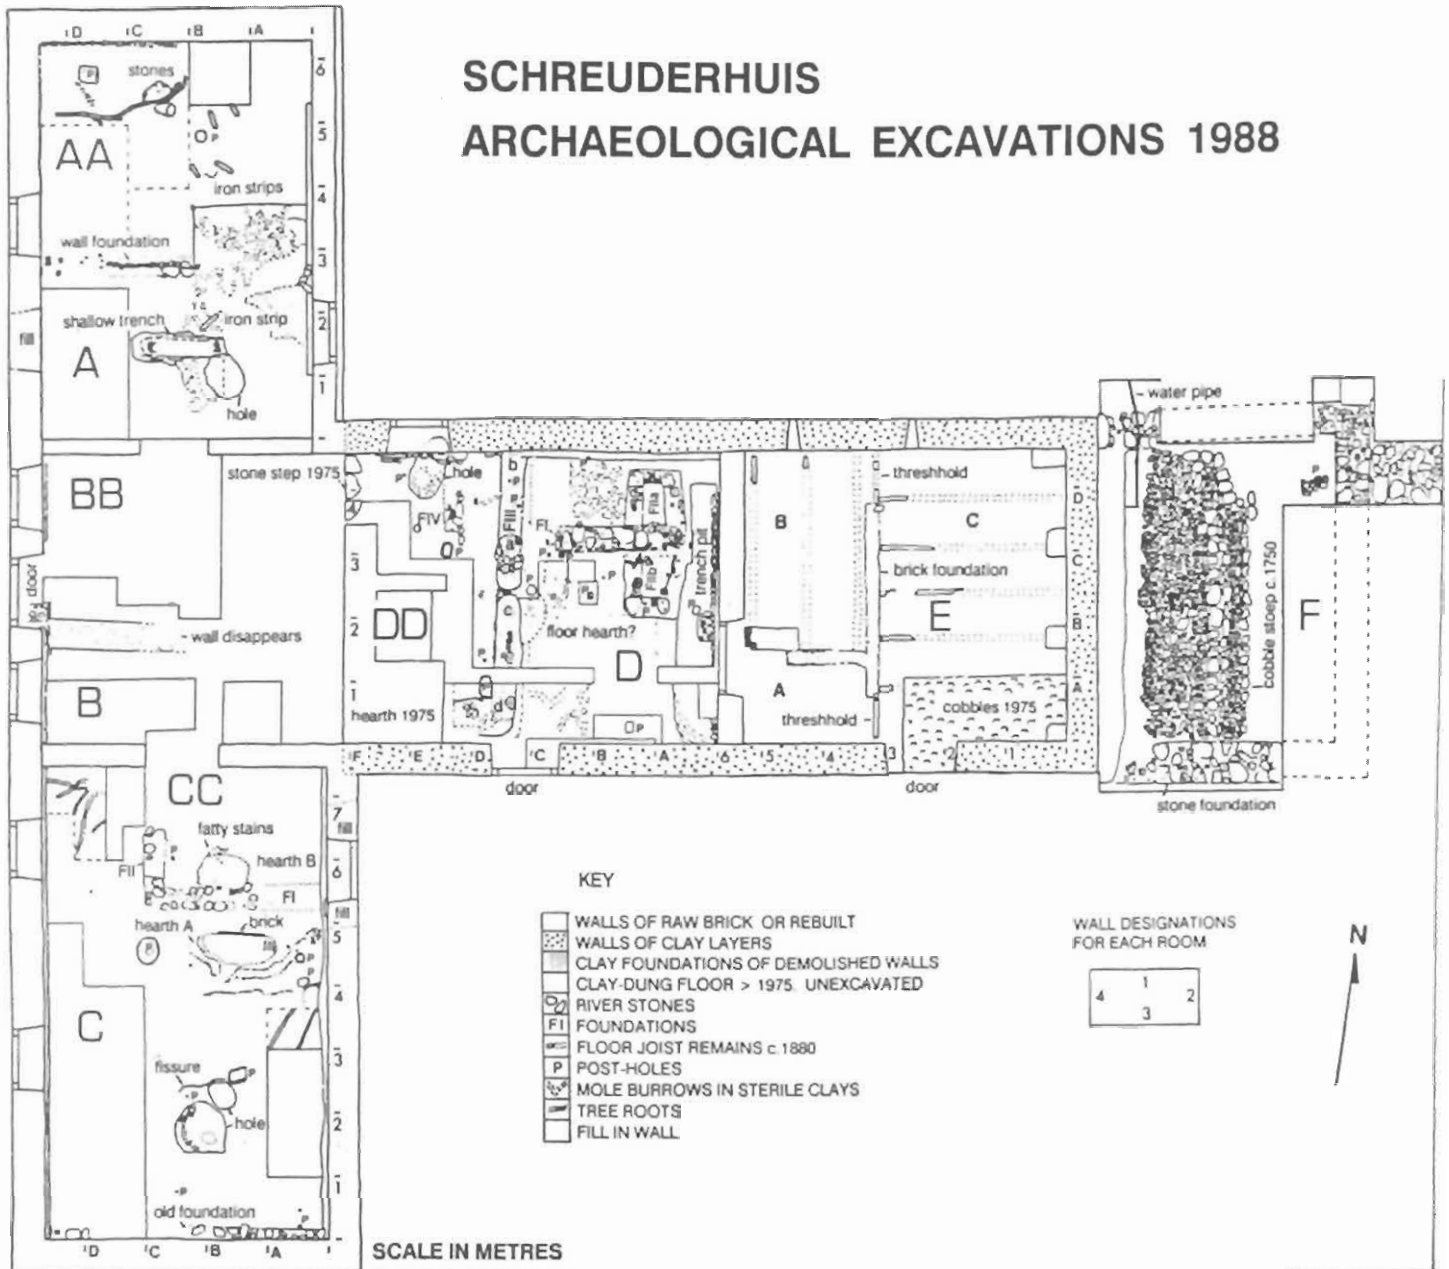 SCHREUDERHUIS
ARCHAEOLOGICAL EXCAVATIONS 1988
D C B A
6
5
4
3
2
1
P
stones
P
AA
iron strips
wall foundation
shallow trench
iron strip
fill
A
hole
BB
stone step 1975
door
wall disappears
B
hole
b
FIV
FIII
FI
FIIa
a
FIIb
trench pit
c
3
2
1
DD
floor hearth?
D
hearth 1975
d
P
F E D C B A 6 5 4 3 2 1
door
door
threshhold
B
C
brick foundation
E
A
threshhold
cobbles 1975
D
C
B
A
water pipe
P
cobble stoep c.1750
F
stone foundation
CC
fatty stains
hearth B
FII
FI
hearth A
brick
P
7
fill
6
fill
5
4
3
2
1
C
fissure
P
hole
P
old foundation
P
D C B A
SCALE IN METRES
KEY
WALLS OF RAW BRICK OR REBUILT
WALLS OF CLAY LAYERS
CLAY FOUNDATIONS OF DEMOLISHED WALLS
CLAY-DUNG FLOOR > 1975. UNEXCAVATED
RIVER STONES
FI FOUNDATIONS
FLOOR JOIST REMAINS c.1880
P POST-HOLES
MOLE BURROWS IN STERILE CLAYS
TREE ROOTS
FILL IN WALL
WALL DESIGNATIONS
FOR EACH ROOM
1
4 2
3
N